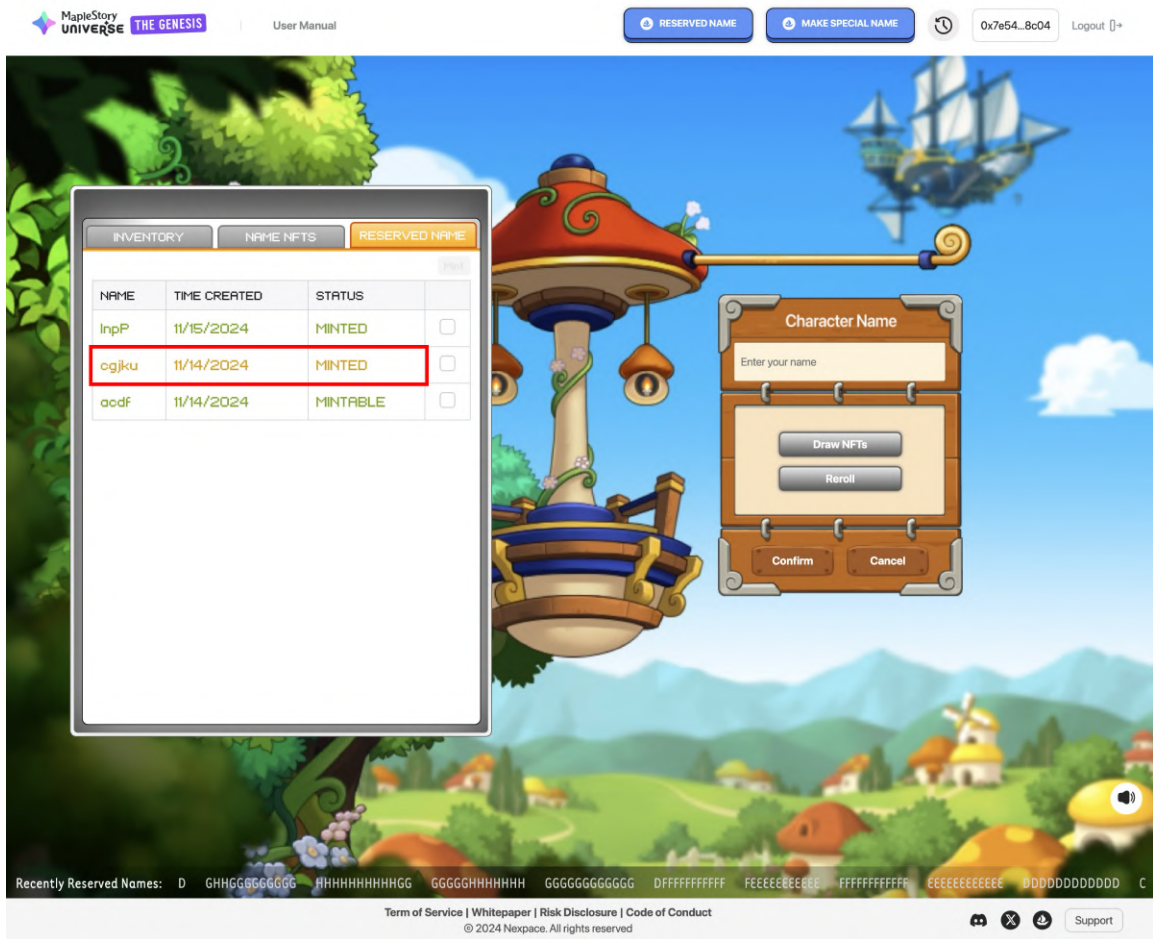 MapleStory
UNIVERSE THE GENESIS
User Manual
RESERVED NAME
MAKE SPECIAL NAME
0x7e54...8c04
Logout
INVENTORY NAME NFTS RESERVED NAME
Mint
NAME TIME CREATED STATUS
lnpP 11/15/2024 MINTED
cgjku 11/14/2024 MINTED
acdf 11/14/2024 MINTABLE
Character Name
Enter your name
Draw NFTs
Reroll
Confirm Cancel
Recently Reserved Names: D GHHGGGGGGGGG HHHHHHHHHHGG GGGGGHHHHHHH GGGGGGGGGGGG DFFFFFFFFFFF FEEEEEEEEEEE FFFFFFFFFFFF EEEEEEEEEEEE DDDDDDDDDDDD C
Term of Service | Whitepaper | Risk Disclosure | Code of Conduct
© 2024 Nexpace. All rights reserved
Support